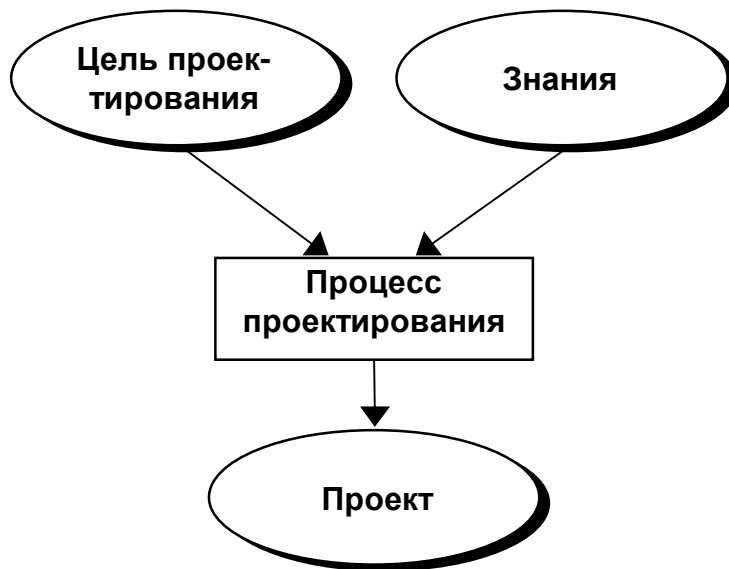 Цель проек-
тирования
Знания
Процесс
проектирования
Проект